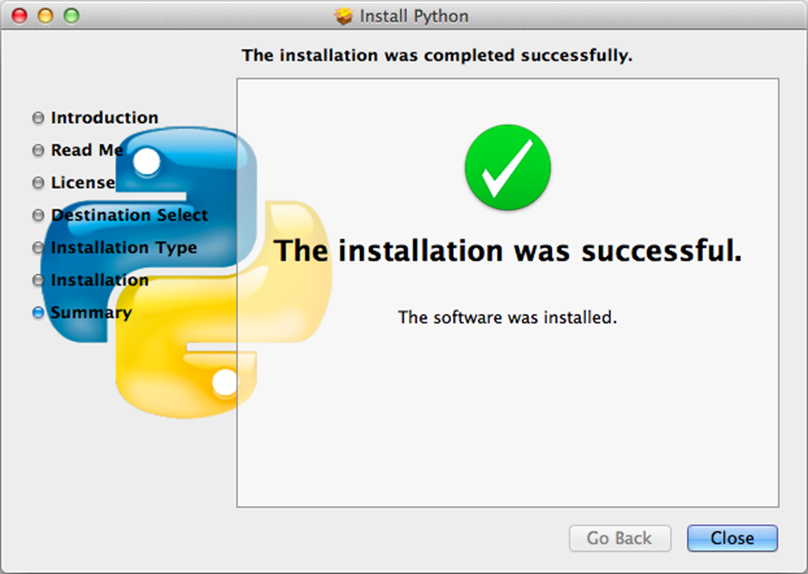 Install Python
The installation was completed successfully.
Introduction
Read Me
License
Destination Select
Installation Type
Installation
Summary
The installation was successful.
The software was installed.
Go Back
Close